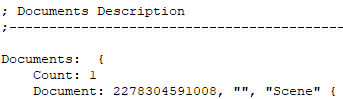 ; Documents Description
;------------------------------------------
Documents:  {
    Count: 1
    Document: 2278304591008, "", "Scene" {